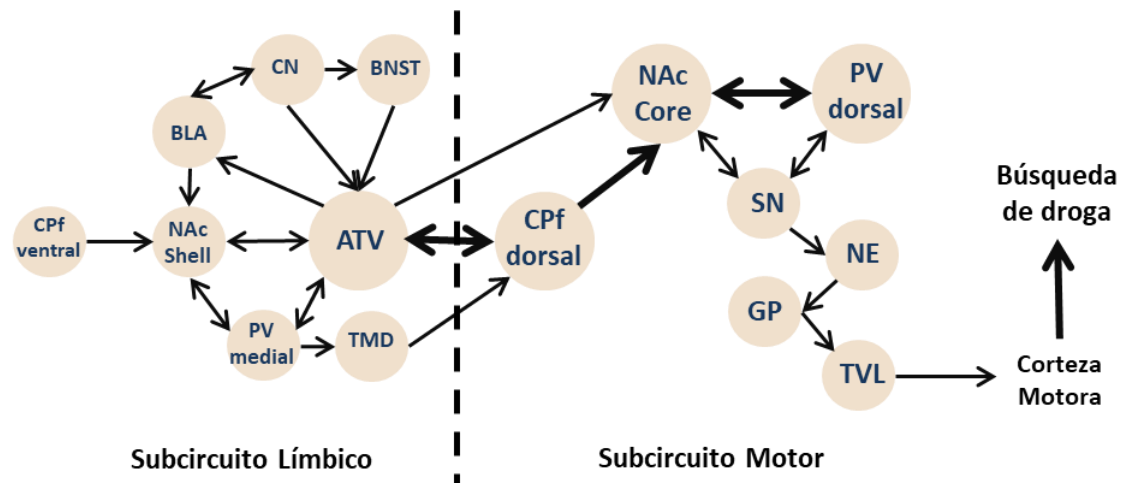 CN
BNST
BLA
CPf
ventral
NAc
Shell
ATV
PV
medial
TMD
Subcircuito Límbico
NAc
Core
PV
dorsal
SN
CPf
dorsal
NE
GP
TVL
Corteza
Motora
Búsqueda
de droga
Subcircuito Motor